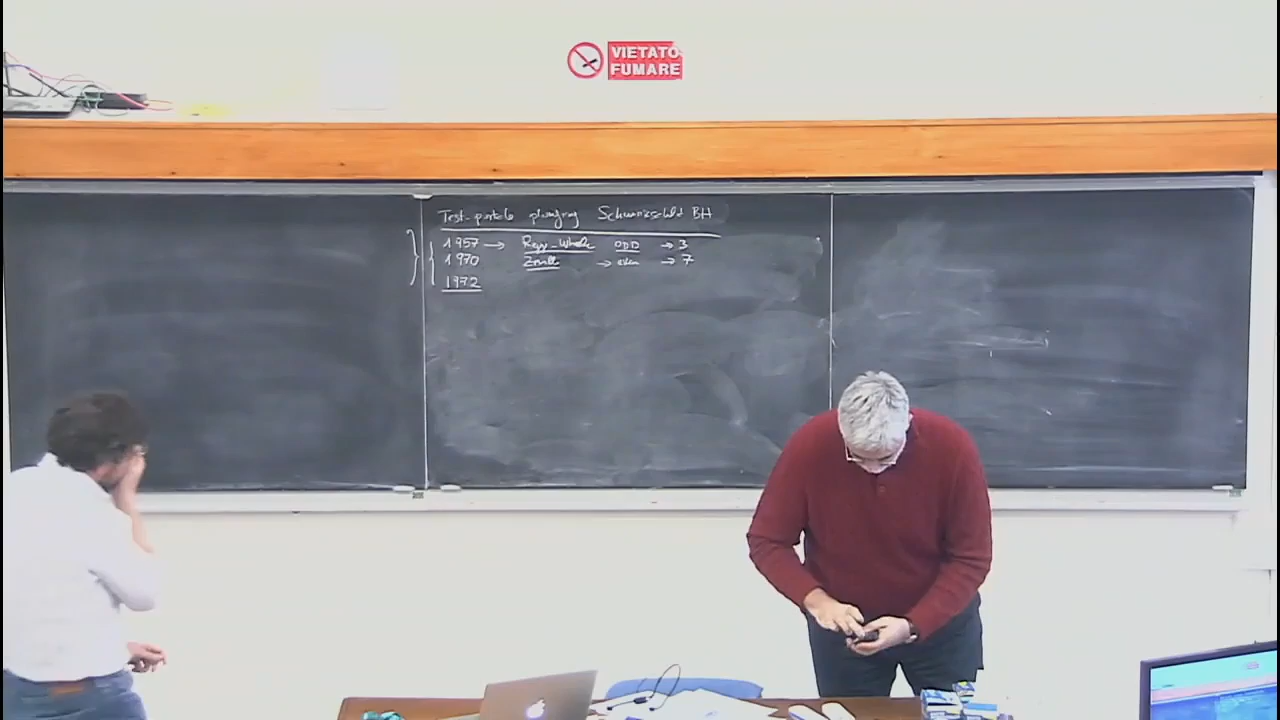 VIETATO
FUMARE
Test-particle plunging Schwarzschild BH
1957 → Regge-Wheeler ODD → 3
1970 Zerilli → even → 7
1972